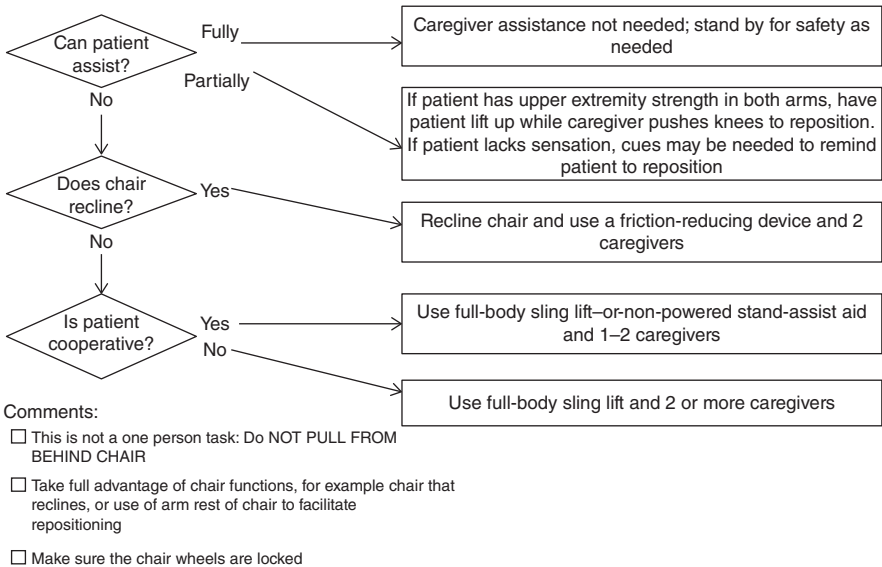 Can patient
assist?
Fully
Caregiver assistance not needed; stand by for safety as
needed
Partially
If patient has upper extremity strength in both arms, have
patient lift up while caregiver pushes knees to reposition.
If patient lacks sensation, cues may be needed to remind
patient to reposition
No
Does chair
recline?
Yes
Recline chair and use a friction-reducing device and 2
caregivers
No
Is patient
cooperative?
Yes
Use full-body sling lift–or-non-powered stand-assist aid
and 1–2 caregivers
No
Use full-body sling lift and 2 or more caregivers
Comments:
This is not a one person task: Do NOT PULL FROM
BEHIND CHAIR
Take full advantage of chair functions, for example chair that
reclines, or use of arm rest of chair to facilitate
repositioning
Make sure the chair wheels are locked